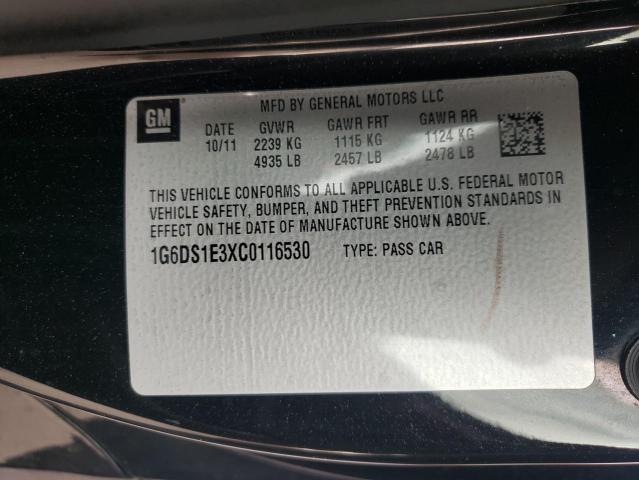 GM
MFD BY GENERAL MOTORS LLC
DATE GVWR GAWR FRT GAWR RR
10/11 2239 KG 1115 KG 1124 KG
4935 LB 2457 LB 2478 LB
THIS VEHICLE CONFORMS TO ALL APPLICABLE U.S. FEDERAL MOTOR
VEHICLE SAFETY, BUMPER, AND THEFT PREVENTION STANDARDS IN
EFFECT ON THE DATE OF MANUFACTURE SHOWN ABOVE.
1G6DS1E3XC0116530 TYPE: PASS CAR